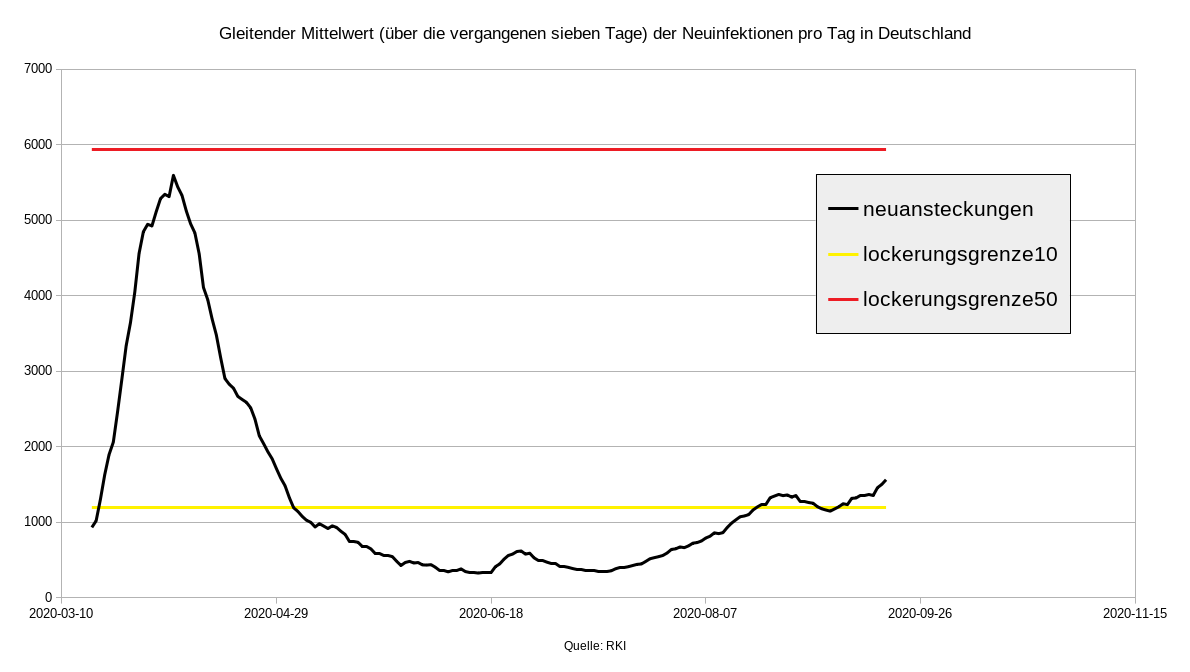 Gleitender Mittelwert (über die vergangenen sieben Tage) der Neuinfektionen pro Tag in Deutschland
7000
6000
5000
4000
3000
2000
1000
0
neuansteckungen
lockerungsgrenze10
lockerungsgrenze50
2020-03-10 2020-04-29 2020-06-18 2020-08-07 2020-09-26 2020-11-15
Quelle: RKI